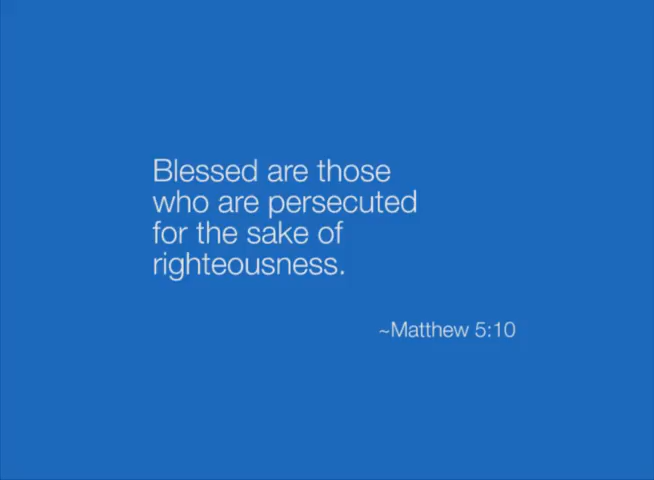 Blessed are those
who are persecuted
for the sake of
righteousness.
~Matthew 5:10